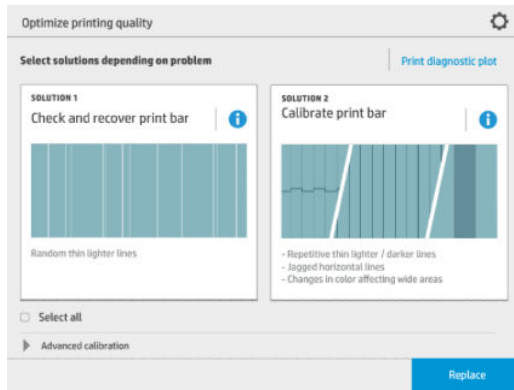 Optimize printing quality
Select solutions depending on problem
Print diagnostic plot
SOLUTION 1
Check and recover print bar
Random thin lighter lines
SOLUTION 2
Calibrate print bar
- Repetitive thin lighter / darker lines
- Jagged horizontal lines
- Changes in color affecting wide areas
Select all
Advanced calibration
Replace